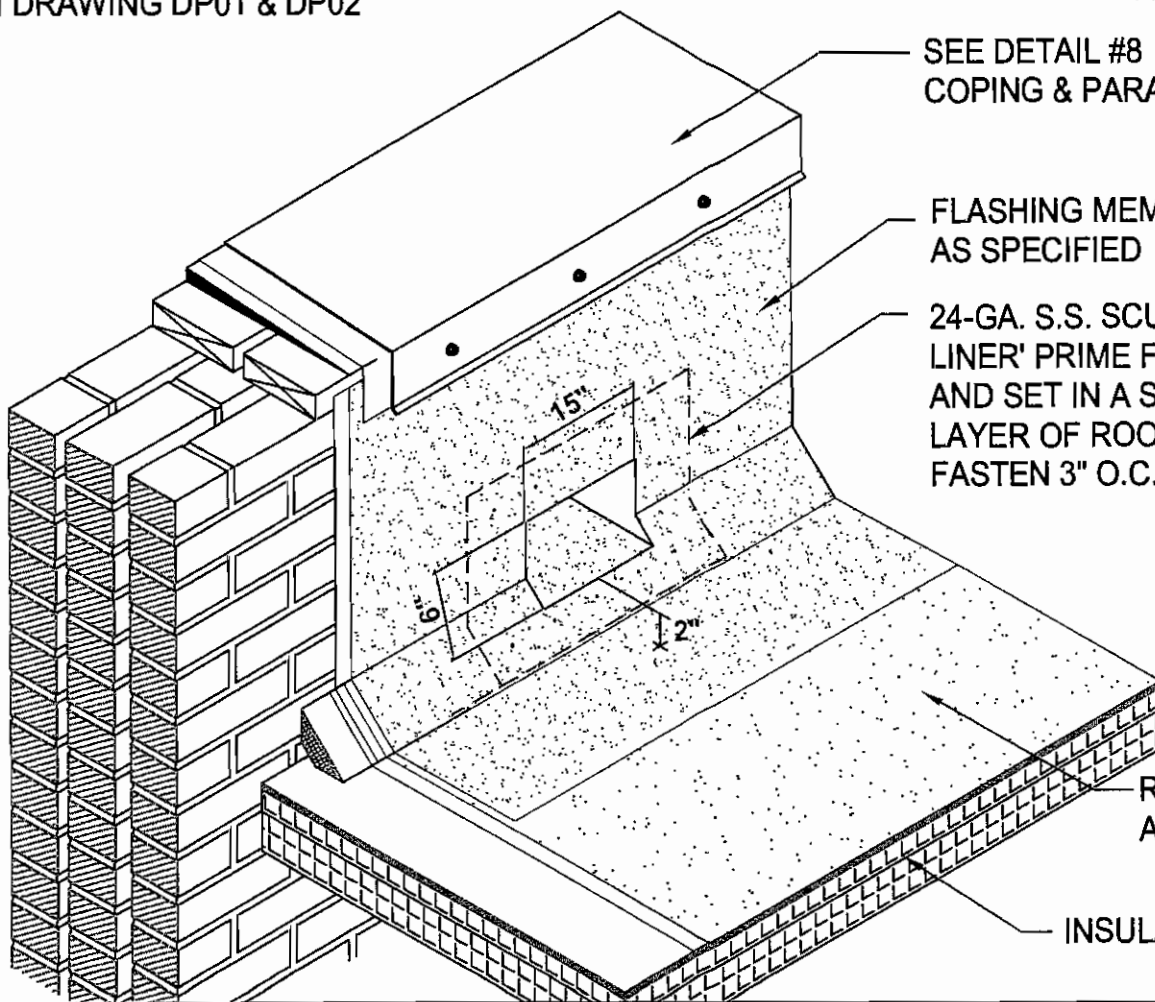 DRAWING DP01 & DP02
SEE DETAIL #8
COPING & PARA
FLASHING MEM
AS SPECIFIED
24-GA. S.S. SCU
LINER' PRIME F
AND SET IN A S
LAYER OF ROO
FASTEN 3" O.C.
15"
6"
2"
R
A
INSUL